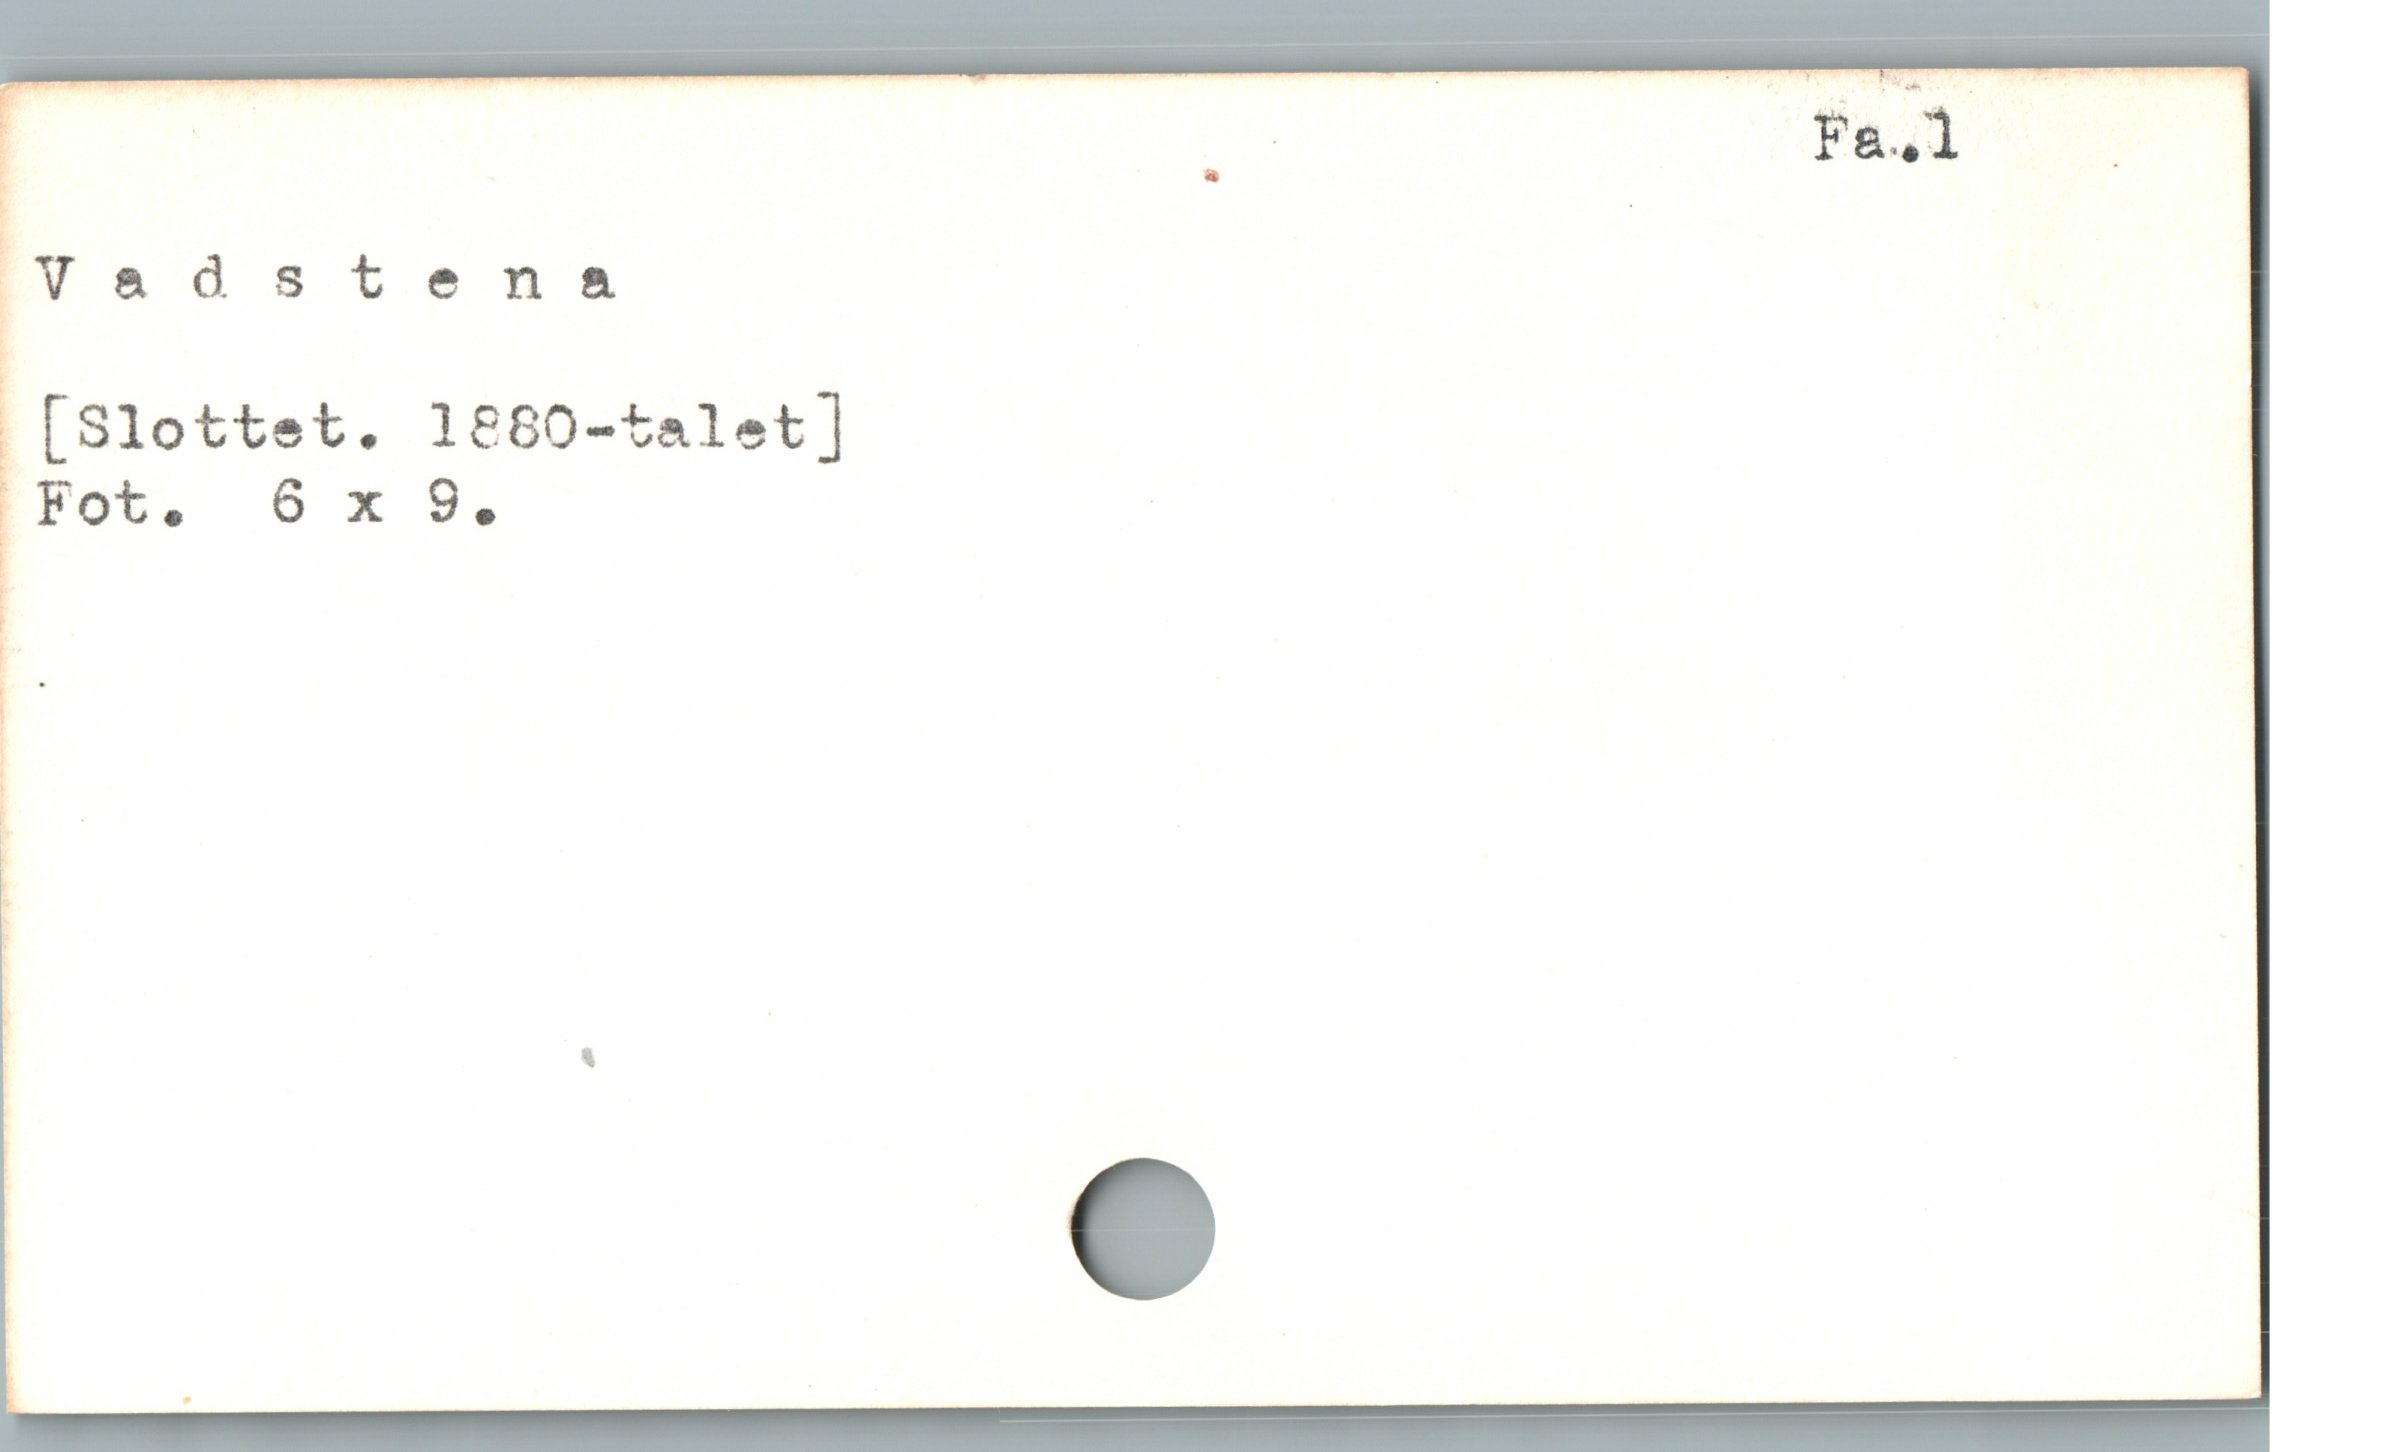 Fa.1
V a d s t e n a
[Slottet. 1880-talet]
Fot. 6 x 9.